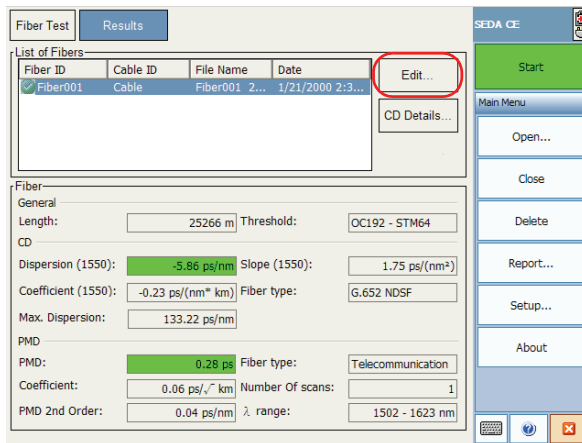 Fiber Test Results
SEDA CE
List of Fibers
Fiber ID Cable ID File Name Date
Fiber001 Cable Fiber001 2... 1/21/2000 2:3...
Edit...
CD Details...
Start
Main Menu
Open...
Close
Delete
Report...
Setup...
About
Fiber
General
Length: 25266 m Threshold: OC192 - STM64
CD
Dispersion (1550): -5.86 ps/nm Slope (1550): 1.75 ps/(nm²)
Coefficient (1550): -0.23 ps/(nm* km) Fiber type: G.652 NDSF
Max. Dispersion: 133.22 ps/nm
PMD
PMD: 0.28 ps Fiber type: Telecommunication
Coefficient: 0.06 ps/√ km Number Of scans: 1
PMD 2nd Order: 0.04 ps/nm λ range: 1502 - 1623 nm